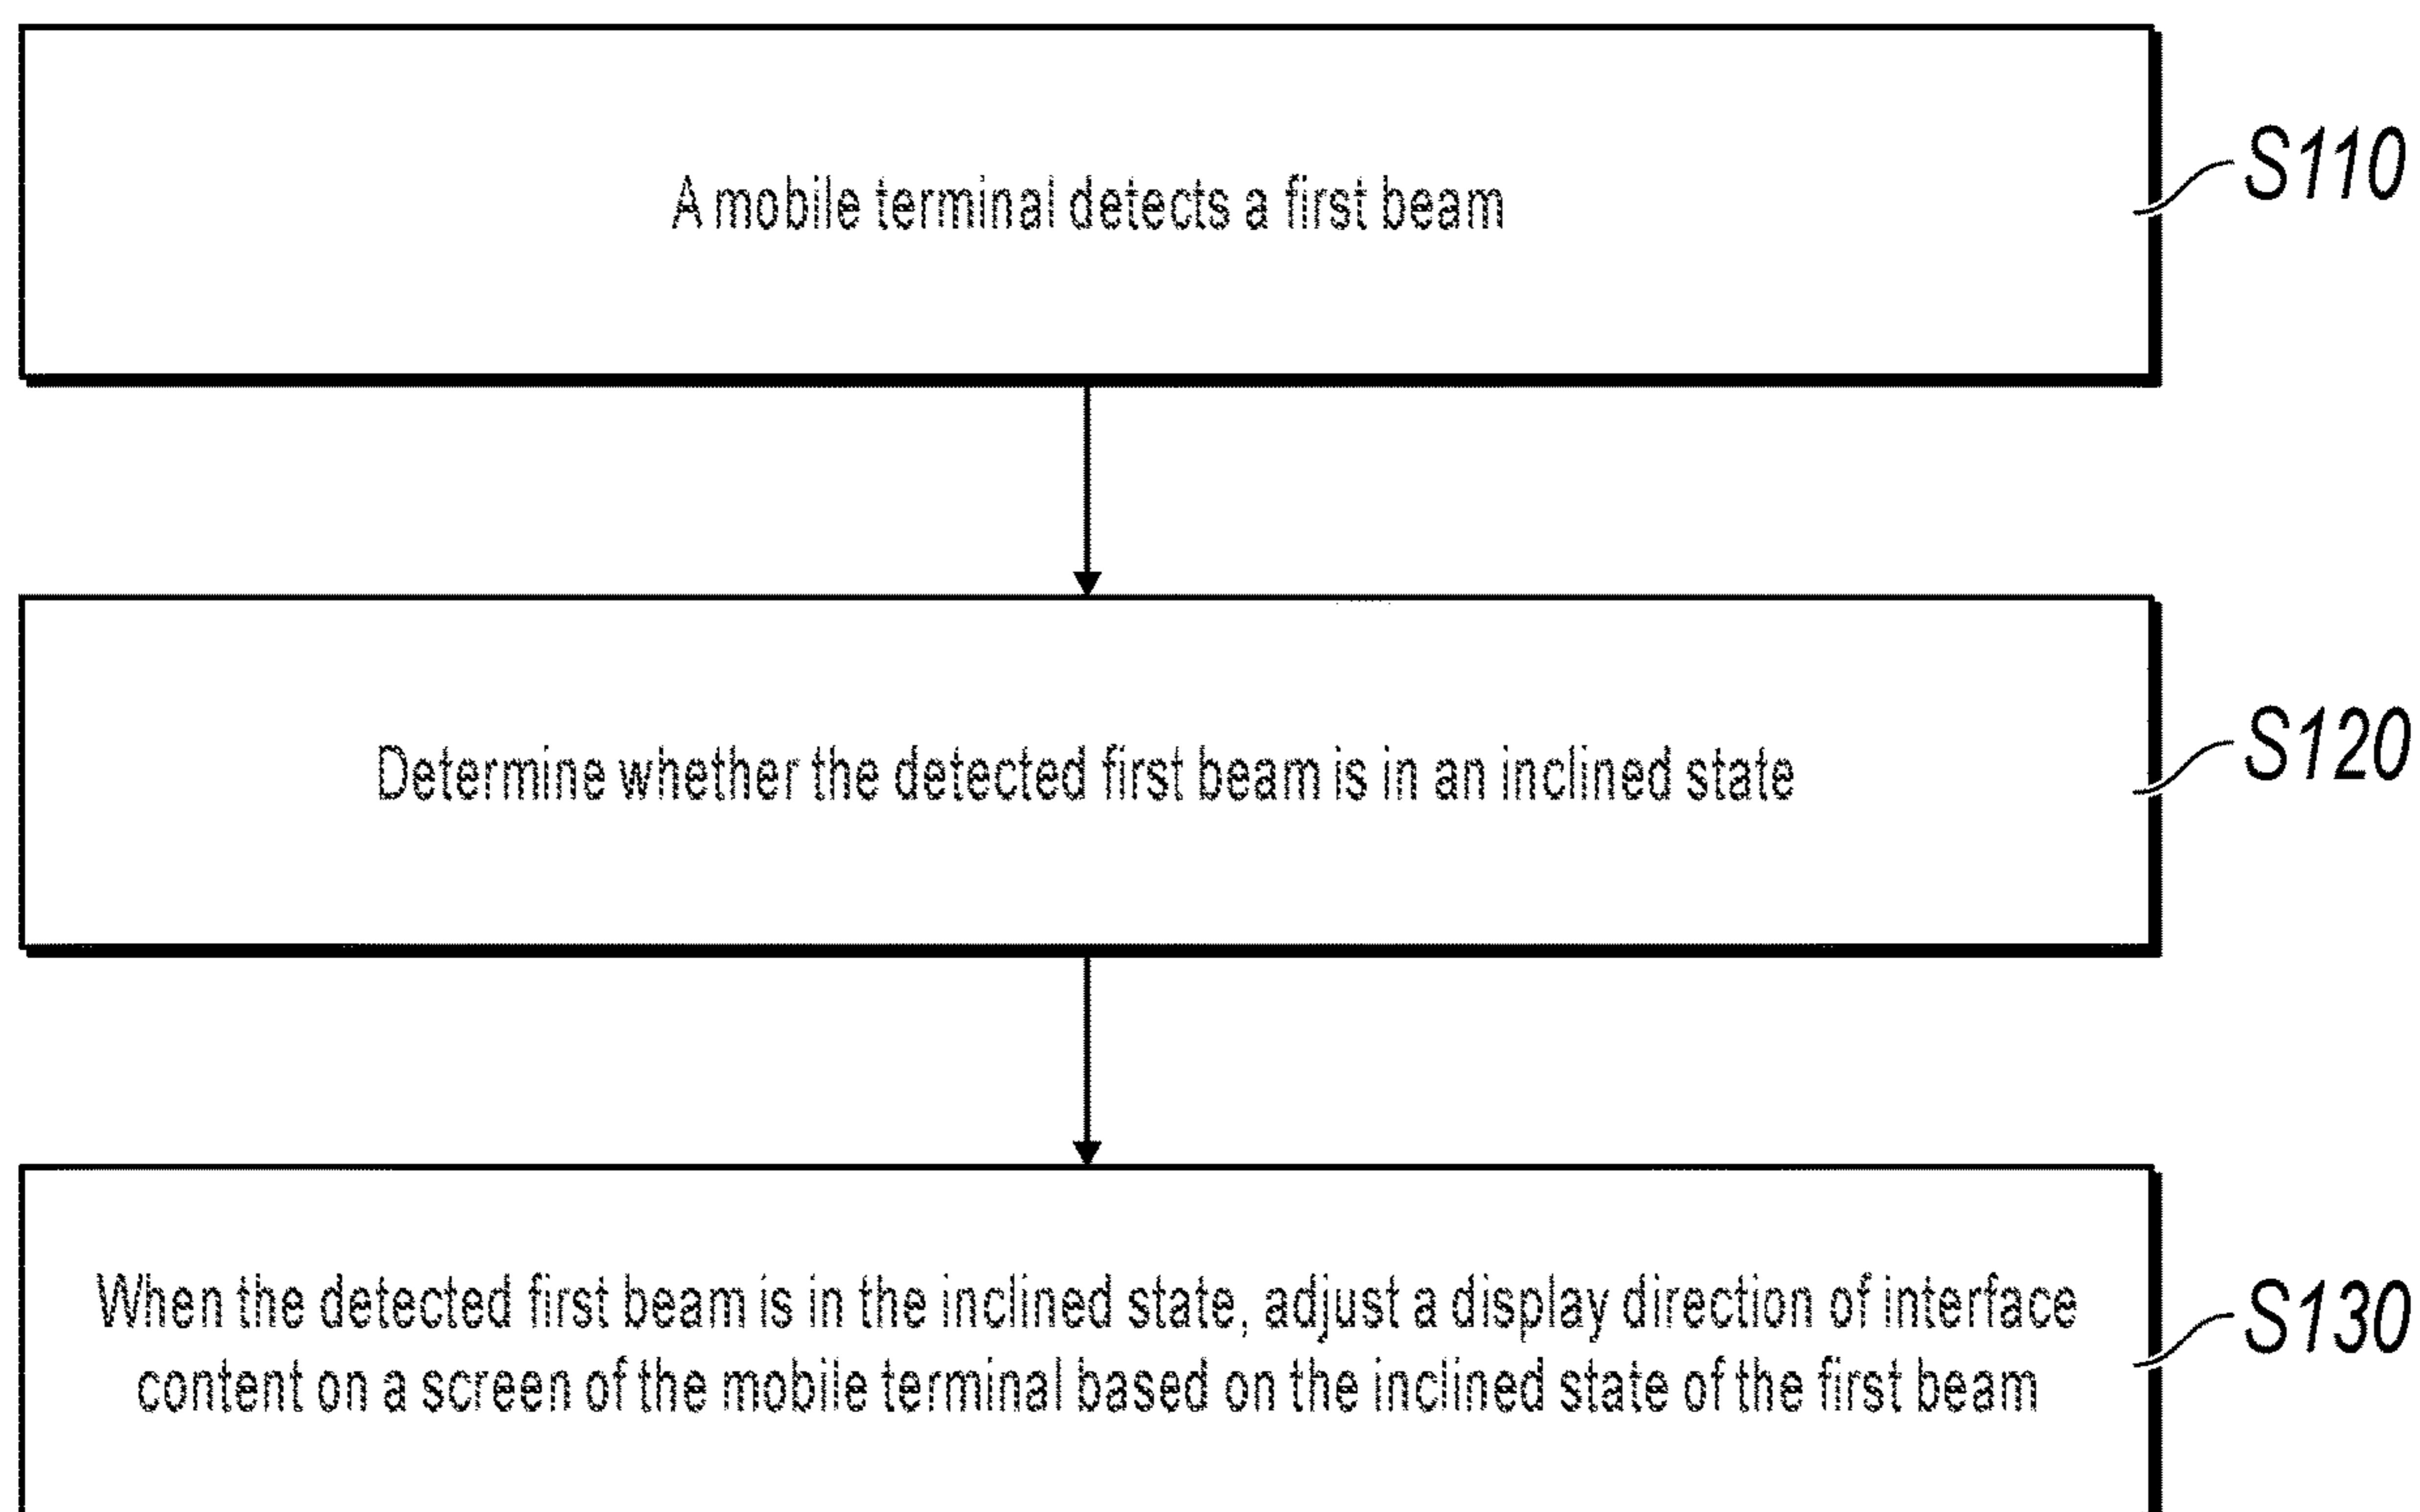 A mobile terminal detects a first beam
S110
Determine whether the detected first beam is in an inclined state
S120
When the detected first beam is in the inclined state, adjust a display direction of interface
content on a screen of the mobile terminal based on the inclined state of the first beam
S130